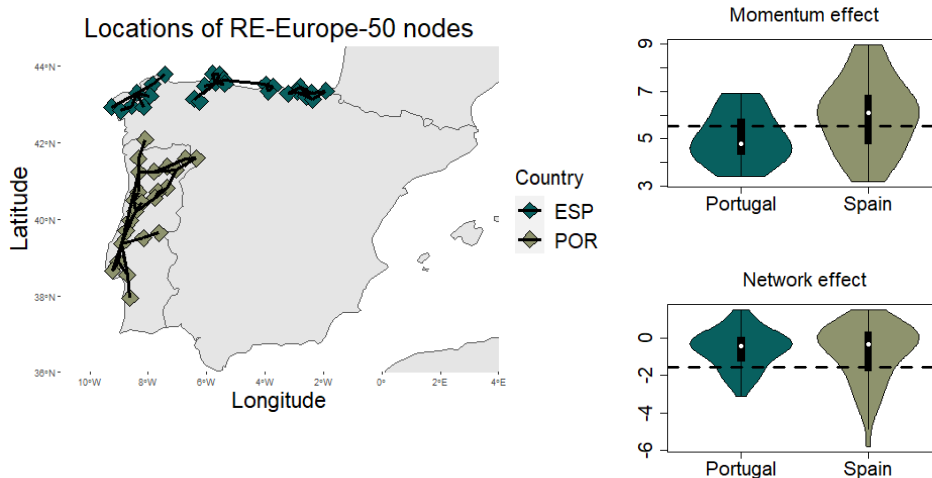 Locations of RE-Europe-50 nodes
44°N
42°N
40°N
38°N
36°N
Latitude
10°W 8°W 6°W 4°W 2°W 0° 2°E 4°E
Longitude
Country
ESP
POR
Momentum effect
9
7
5
3
Portugal Spain
Network effect
0
-2
-4
-6
Portugal Spain